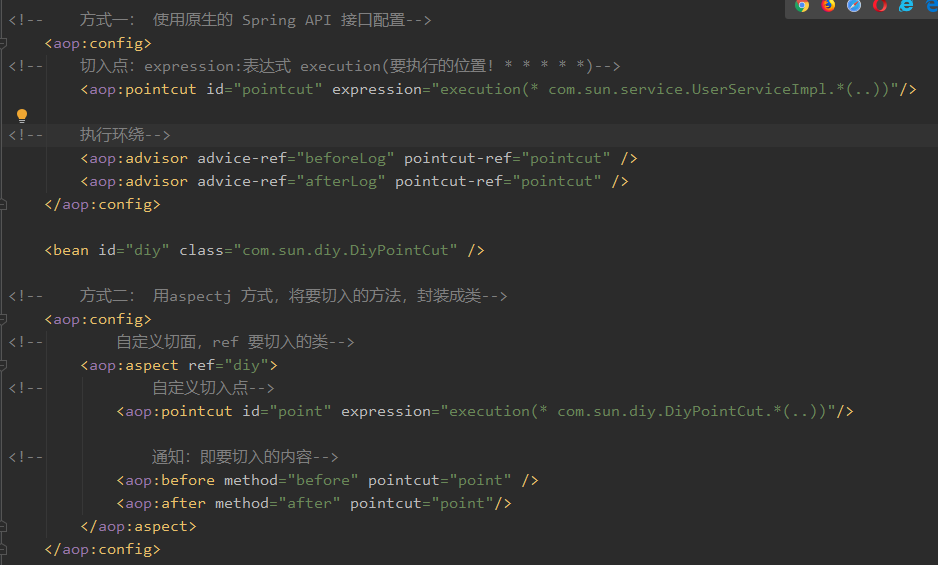 <!--    方式一： 使用原生的 Spring API 接口配置-->
    <aop:config>
<!--    切入点：expression:表达式 execution(要执行的位置！* * * * *)-->
        <aop:pointcut id="pointcut" expression="execution(* com.sun.service.UserServiceImpl.*(..))"/>
<!--    执行环绕-->
        <aop:advisor advice-ref="beforeLog" pointcut-ref="pointcut" />
        <aop:advisor advice-ref="afterLog" pointcut-ref="pointcut" />
    </aop:config>
    <bean id="diy" class="com.sun.diy.DiyPointCut" />
<!--    方式二： 用aspectj 方式，将要切入的方法，封装成类-->
    <aop:config>
<!--        自定义切面，ref 要切入的类-->
        <aop:aspect ref="diy">
<!--            自定义切入点-->
            <aop:pointcut id="point" expression="execution(* com.sun.diy.DiyPointCut.*(..))"/>
<!--            通知：即要切入的内容-->
            <aop:before method="before" pointcut="point" />
            <aop:after method="after" pointcut="point"/>
        </aop:aspect>
    </aop:config>